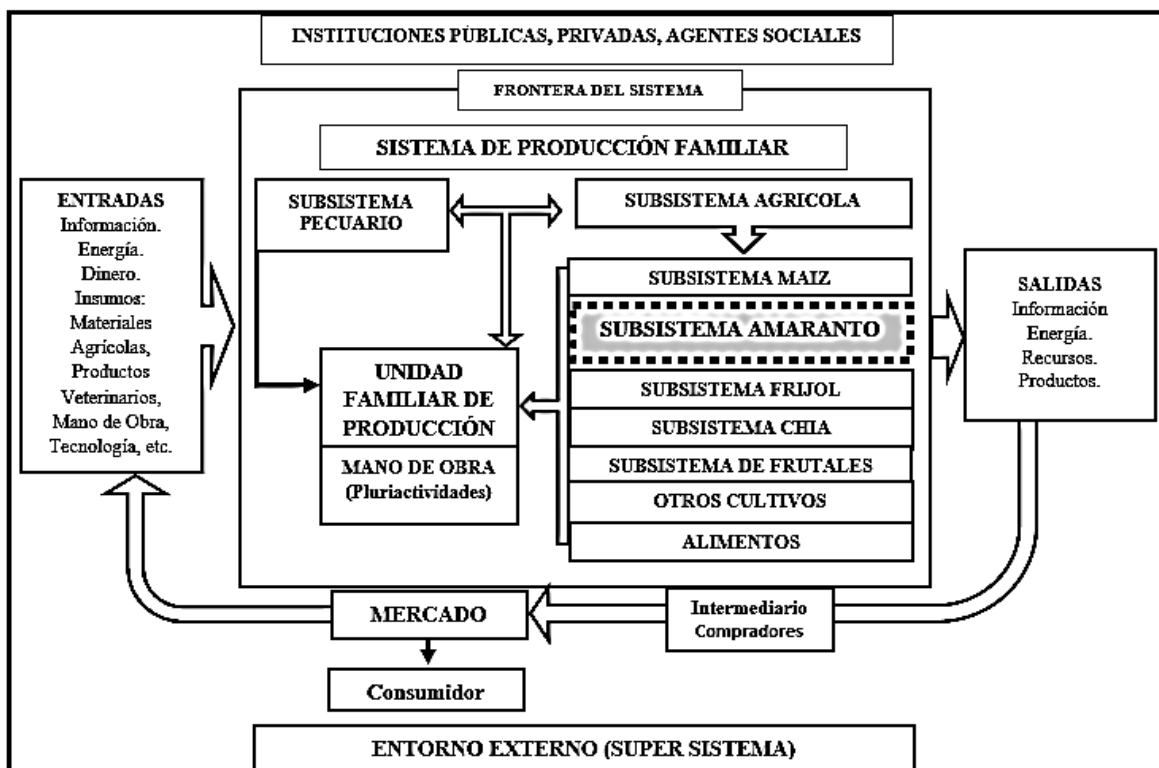 INSTITUCIONES PÚBLICAS, PRIVADAS, AGENTES SOCIALES
FRONTERA DEL SISTEMA
SISTEMA DE PRODUCCIÓN FAMILIAR
ENTRADAS
Información.
Energía.
Dinero.
Insumos:
Materiales
Agrícolas,
Productos
Veterinarios,
Mano de Obra,
Tecnología, etc.
SUBSISTEMA
PECUARIO
UNIDAD
FAMILIAR DE
PRODUCCIÓN
MANO DE OBRA
(Pluriactividades)
SUBSISTEMA AGRICOLA
SUBSISTEMA MAIZ
SUBSISTEMA AMARANTO
SUBSISTEMA FRIJOL
SUBSISTEMA CHIA
SUBSISTEMA DE FRUTALES
OTROS CULTIVOS
ALIMENTOS
SALIDAS
Información
Energía.
Recursos.
Productos.
MERCADO
Intermediario
Compradores
Consumidor
ENTORNO EXTERNO (SUPER SISTEMA)